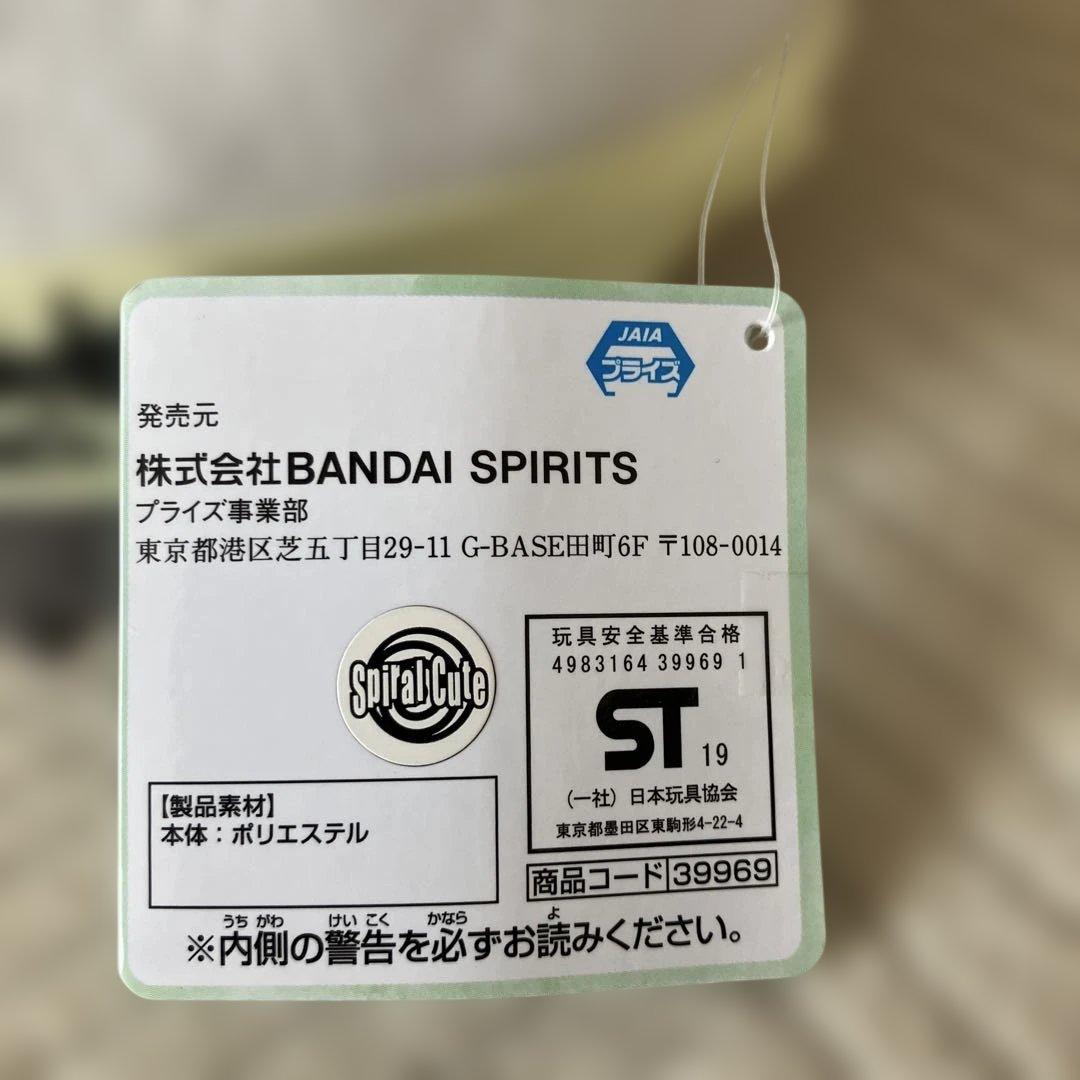 JAIA
プライズ
発売元
株式会社BANDAI SPIRITS
プライズ事業部
東京都港区芝五丁目29-11 G-BASE田町6F 〒108-0014
Spiral Cute
玩具安全基準合格
4983164 39969 1
ST 19
（一社）日本玩具協会
東京都墨田区東駒形4-22-4
【製品素材】
本体：ポリエステル
商品コード 39969
うち がわ けい こく かなら よ
※内側の警告を必ずお読みください。